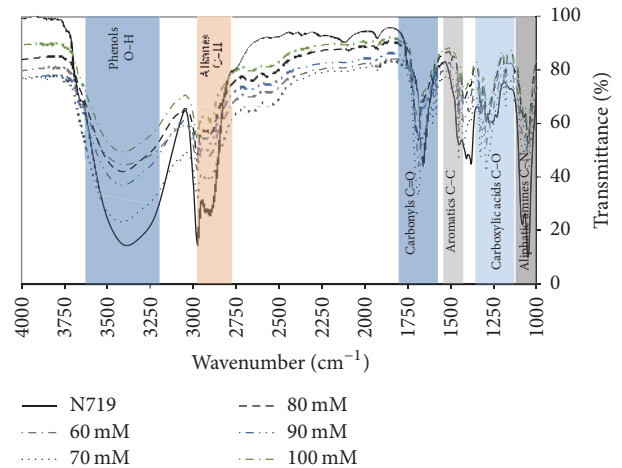 Phenols
O–H
Alkanes
C–H
Carbonyls C=O
Aromatics C–C
Carboxylic acids C–O
Aliphatic amines C–N
100
80
60
40
20
0
Transmittance (%)
4000
3750
3500
3250
3000
2750
2500
2250
2000
1750
1500
1250
1000
Wavenumber (cm⁻¹)
N719
60 mM
70 mM
80 mM
90 mM
100 mM